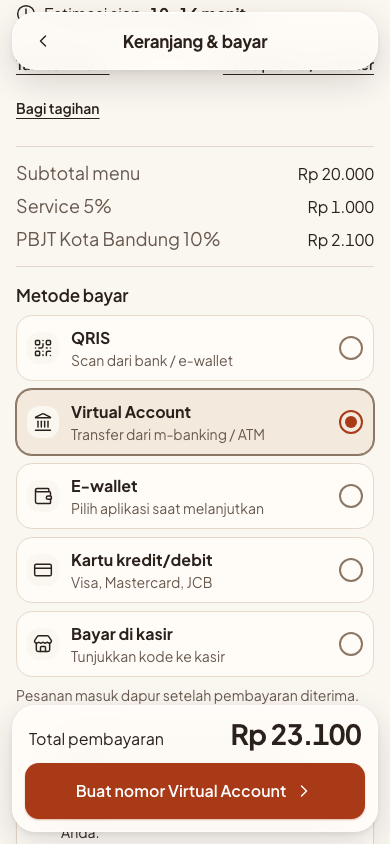 Keranjang & bayar
Bagi tagihan
Subtotal menu Rp 20.000
Service 5% Rp 1.000
PBJT Kota Bandung 10% Rp 2.100
Metode bayar
QRIS
Scan dari bank / e-wallet
Virtual Account
Transfer dari m-banking / ATM
E-wallet
Pilih aplikasi saat melanjutkan
Kartu kredit/debit
Visa, Mastercard, JCB
Bayar di kasir
Tunjukkan kode ke kasir
Pesanan masuk dapur setelah pembayaran diterima.
Total pembayaran Rp 23.100
Buat nomor Virtual Account
Anda.